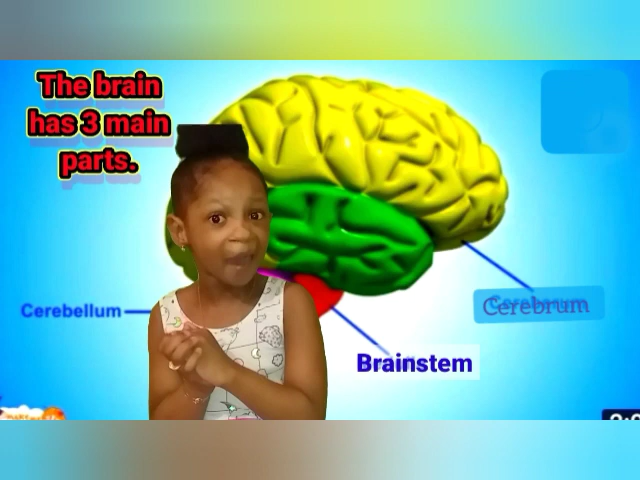 The brain
has 3 main
parts.
Cerebellum
Cerebrum
Brainstem